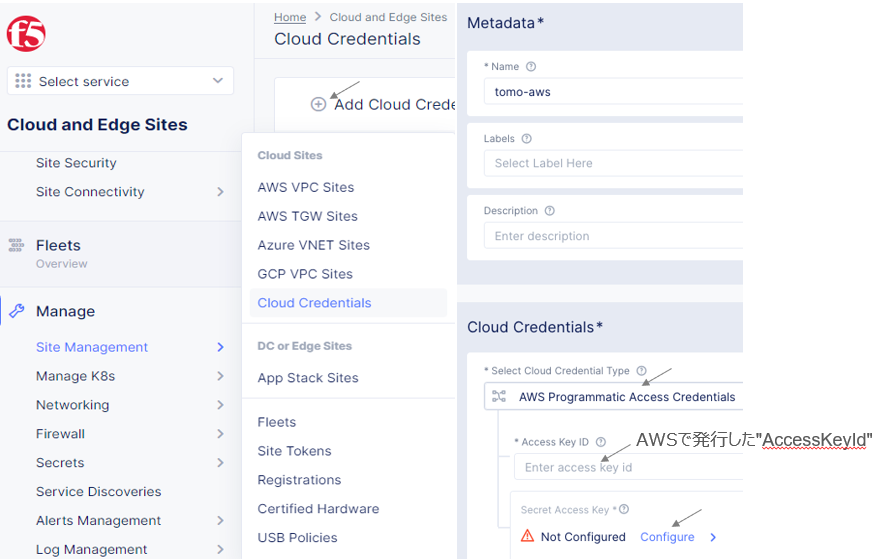 f5
Select service
Cloud and Edge Sites
Site Security
Site Connectivity
Fleets
Overview
Manage
Site Management
Manage K8s
Networking
Firewall
Secrets
Service Discoveries
Alerts Management
Log Management
Home > Cloud and Edge Sites
Cloud Credentials
Add Cloud Crede
Cloud Sites
AWS VPC Sites
AWS TGW Sites
Azure VNET Sites
GCP VPC Sites
Cloud Credentials
DC or Edge Sites
App Stack Sites
Fleets
Site Tokens
Registrations
Certified Hardware
USB Policies
Metadata*
* Name
tomo-aws
Labels
Select Label Here
Description
Enter description
Cloud Credentials*
* Select Cloud Credential Type
AWS Programmatic Access Credentials
* Access Key ID
AWSで発行した"AccessKeyId"
Enter access key id
Secret Access Key *
Not Configured Configure